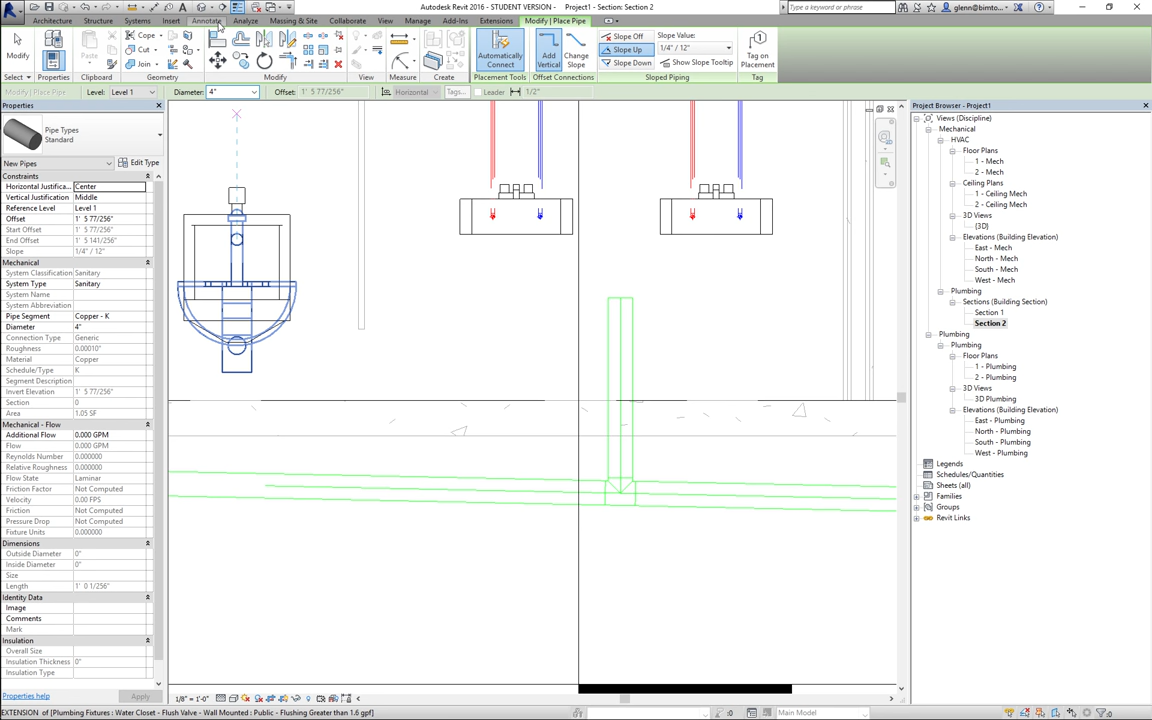 Autodesk Revit 2016 - STUDENT VERSION - Project1 - Section: Section 2
Type a keyword or phrase
glenn@bimto...
Architecture Structure Systems Insert Annotate Analyze Massing & Site Collaborate View Manage Add-Ins Extensions Modify | Place Pipe
Modify
Paste
Cope
Cut
Join
Automatically Connect
Add Vertical
Change Slope
Slope Off
Slope Up
Slope Down
Slope Value:
1/4" / 12"
Show Slope Tooltip
Tag on Placement
Select Properties Clipboard Geometry Modify View Measure Create Placement Tools Offset Connections Sloped Piping Tag
Modify | Place Pipe Level: Level 1 Diameter: 4" Offset: 1' 5 77/256" Horizontal Tags... Leader 1/2"
Properties
Pipe Types
Standard
New Pipes Edit Type
Constraints
Horizontal Justifica... Center
Vertical Justification Middle
Reference Level Level 1
Offset 1' 5 77/256"
Start Offset 1' 5 77/256"
End Offset 1' 5 141/256"
Slope 1/4" / 12"
Mechanical
System Classification Sanitary
System Type Sanitary
System Name
System Abbreviation
Pipe Segment Copper - K
Diameter 4"
Connection Type Generic
Roughness 0.00010"
Material Copper
Schedule/Type K
Segment Description
Invert Elevation 1' 5 77/256"
Section 0
Area 1.05 SF
Mechanical - Flow
Additional Flow 0.000 GPM
Flow 0.000 GPM
Reynolds Number 0.000000
Relative Roughness 0.000000
Flow State Laminar
Friction Factor Not Computed
Velocity 0.00 FPS
Friction Not Computed
Pressure Drop Not Computed
Fixture Units 0.000000
Dimensions
Outside Diameter 0"
Inside Diameter 0"
Size
Length 1' 0 1/256"
Identity Data
Image
Comments
Mark
Insulation
Overall Size
Insulation Thickness 0"
Insulation Type
Properties help Apply
Project Browser - Project1
Views (Discipline)
Mechanical
HVAC
Floor Plans
1 - Mech
2 - Mech
Ceiling Plans
1 - Ceiling Mech
2 - Ceiling Mech
3D Views
{3D}
Elevations (Building Elevation)
East - Mech
North - Mech
South - Mech
West - Mech
Plumbing
Sections (Building Section)
Section 1
Section 2
Plumbing
Plumbing
Floor Plans
1 - Plumbing
2 - Plumbing
3D Views
3D Plumbing
Elevations (Building Elevation)
East - Plumbing
North - Plumbing
South - Plumbing
West - Plumbing
Legends
Schedules/Quantities
Sheets (all)
Families
Groups
Revit Links
1/8" = 1'-0"
EXTENSION of [Plumbing Fixtures : Water Closet - Flush Valve - Wall Mounted : Public - Flushing Greater than 1.6 gpf]
:0
Main Model
:0